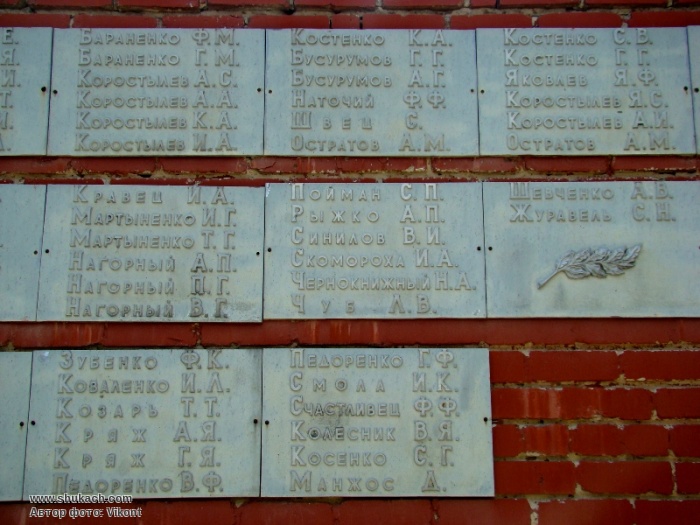 Е.
Я.
И.
Т.
Бараненко Ф.М.
Бараненко Г.М.
Коростылев А.С.
Коростылев А.А.
Коростылев К.А.
Коростылев И.А.
Костенко К.А.
Бусурумов Г.Г.
Бусурумов А.Г.
Наточий Ф.Ф.
Швец С.
Остратов А.М.
Костенко С.В.
Костенко Г.Г.
Яковлев Я.Ф.
Коростылев Я.С.
Коростылев А.И.
Остратов А.М.
Кравец И.А.
Мартыненко И.Г.
Мартыненко Т.Г.
Нагорный А.П.
Нагорный П.Г.
Нагорный В.Г.
Пойман С.П.
Рыжко А.П.
Синилов В.И.
Скомороха И.А.
Чернокнижный Н.А.
Чуб Л.В.
Шевченко А.В.
Журавель С.Н.
Зубенко Ф.К.
Коваленко И.Л.
Козарь Т.Т.
Кряж А.Я.
Кряж Г.Я.
Педоренко В.Ф.
Педоренко Г.Ф.
Смола И.К.
Счастливец Ф.Ф.
Колесник В.Я.
Косенко С.Г.
Манжос Д.
www.shukach.com
Автор фото: Vikont